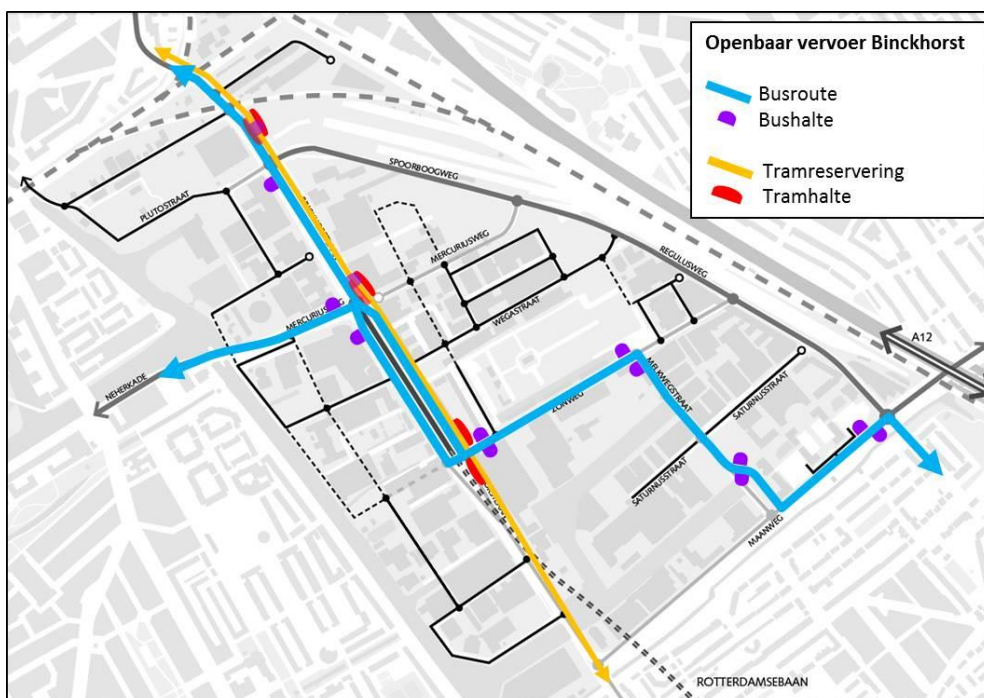 Openbaar vervoer Binckhorst
Busroute
Bushalte
Tramreservering
Tramhalte
SPOORBOOGWEG
PLUTOSTRAAT
MERCURIUSWEG
REGULUSWEG
WEGASTRAAT
MERCURIUSWEG
A12
NEHERKADE
ZONWEG
MELKWEGSTRAAT
SATURNUSSTRAAT
SATURNUSSTRAAT
MAANWEG
ROTTERDAMSEBAAN